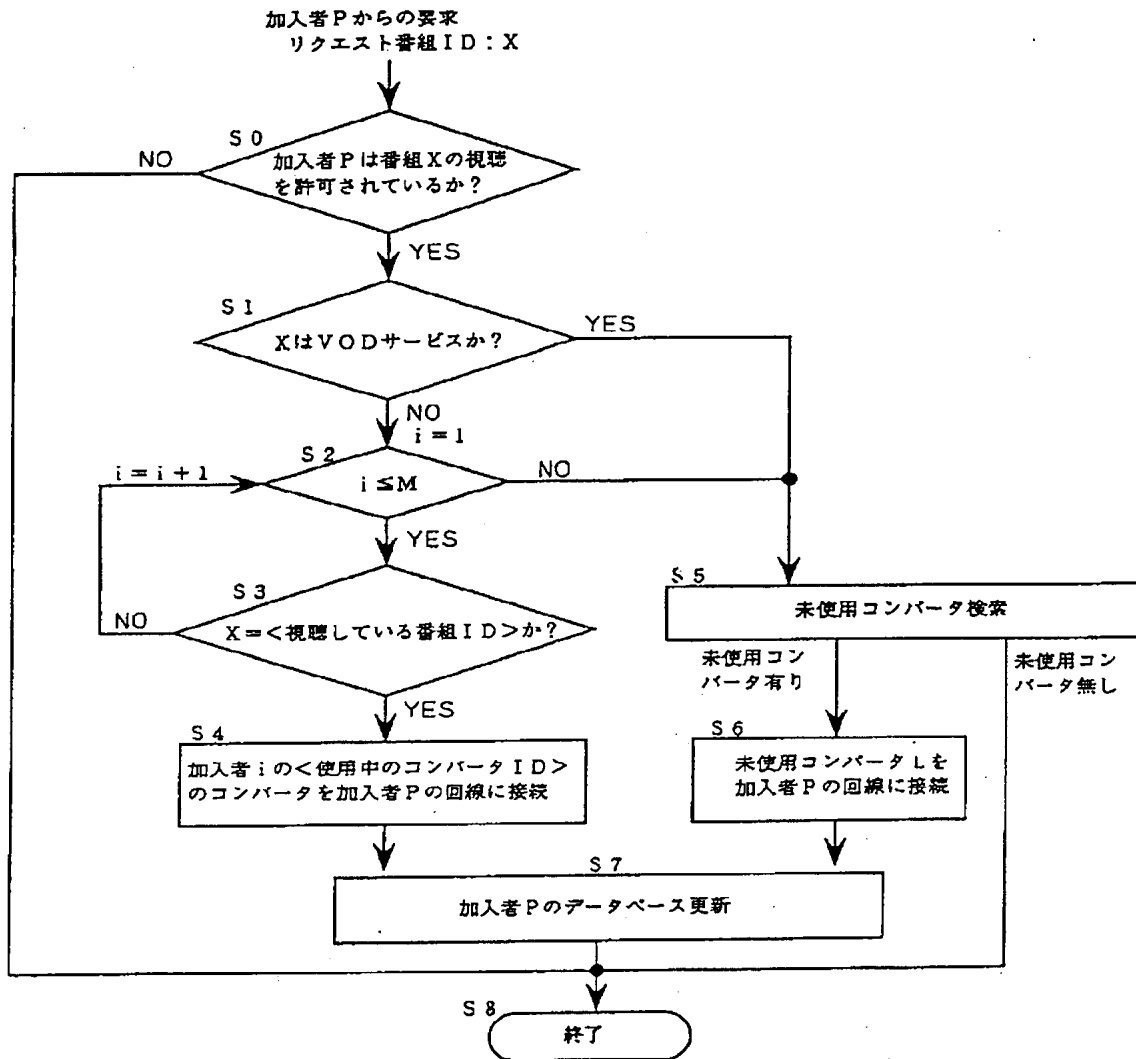 加入者Pからの要求
リクエスト番組ID:X
S0
NO
加入者Pは番組Xの視聴
を許可されているか?
YES
S1
XはVODサービスか?
YES
NO
i=1
S2
i=i+1
i≦M
NO
YES
S3
NO
X=<視聴している番組ID>か?
YES
S5
未使用コンバータ検索
未使用コン
バータ有り
未使用コン
バータ無し
S4
加入者iの<使用中のコンバータID>
のコンバータを加入者Pの回線に接続
S6
未使用コンバータLを
加入者Pの回線に接続
S7
加入者Pのデータベース更新
S8
終了